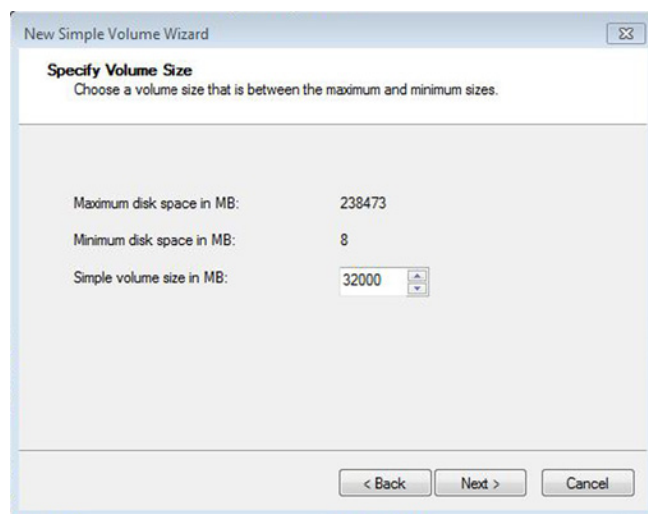 New Simple Volume Wizard
Specify Volume Size
Choose a volume size that is between the maximum and minimum sizes.
Maximum disk space in MB: 238473
Minimum disk space in MB: 8
Simple volume size in MB: 32000
< Back Next > Cancel